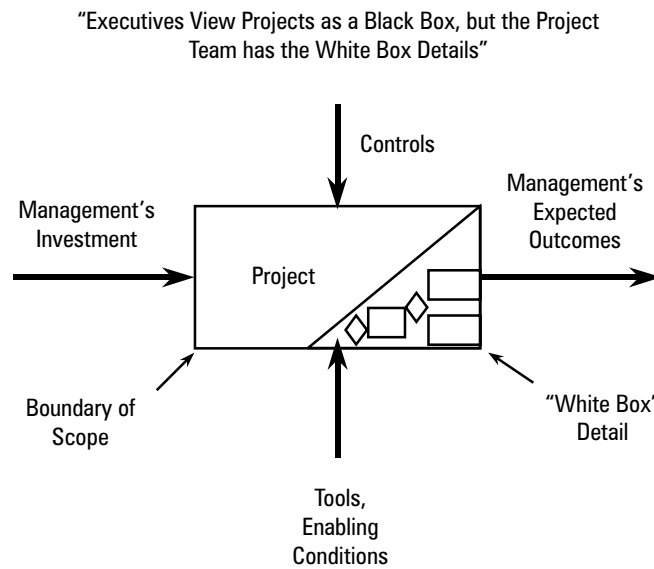 “Executives View Projects as a Black Box, but the Project
Team has the White Box Details”
Controls
Management’s
Investment
Management’s
Expected
Outcomes
Project
Boundary of
Scope
“White Box”
Detail
Tools,
Enabling
Conditions